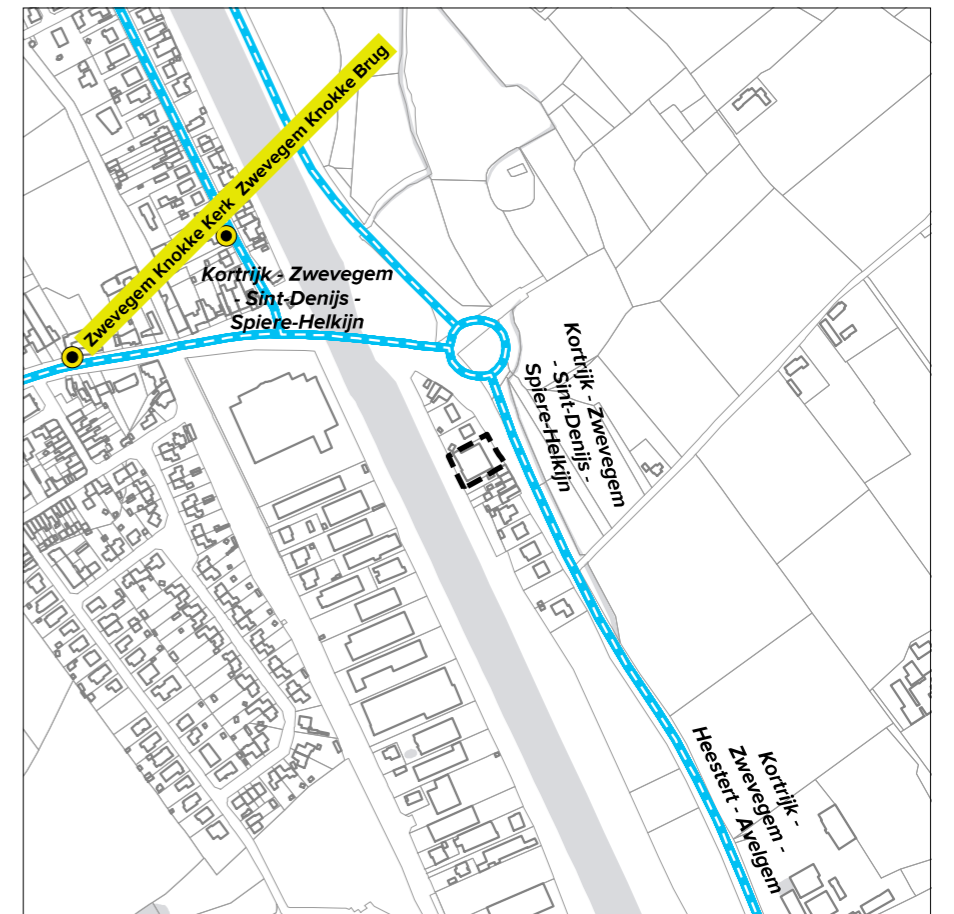 Zwevegem Knokke Kerk  Zwevegem Knokke Brug
Kortrijk - Zwevegem
- Sint-Denijs -
Spiere-Helkijn
Kortrijk - Zwevegem
- Sint-Denijs -
Spiere-Helkijn
Kortrijk -
Zwevegem -
Heestert - Avelgem